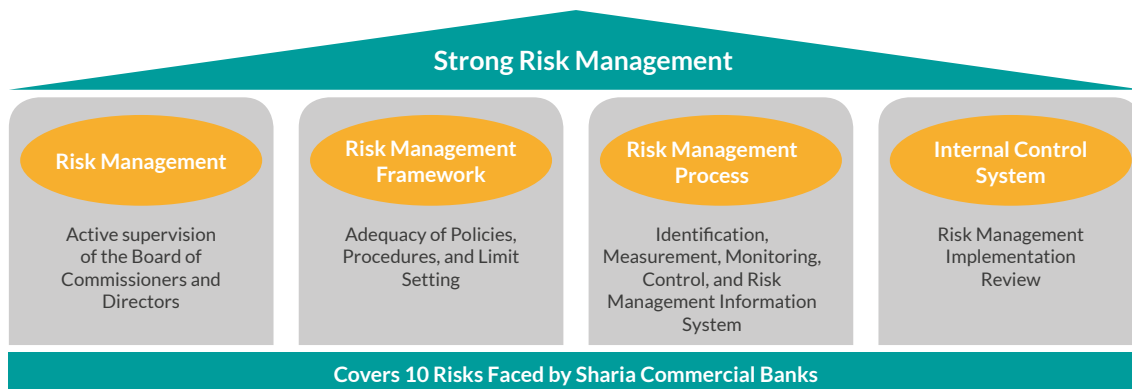 Strong Risk Management
Risk Management
Active supervision
of the Board of
Commissioners and
Directors
Risk Management
Framework
Adequacy of Policies,
Procedures, and Limit
Setting
Risk Management
Process
Identification,
Measurement, Monitoring,
Control, and Risk
Management Information
System
Internal Control
System
Risk Management
Implementation
Review
Covers 10 Risks Faced by Sharia Commercial Banks